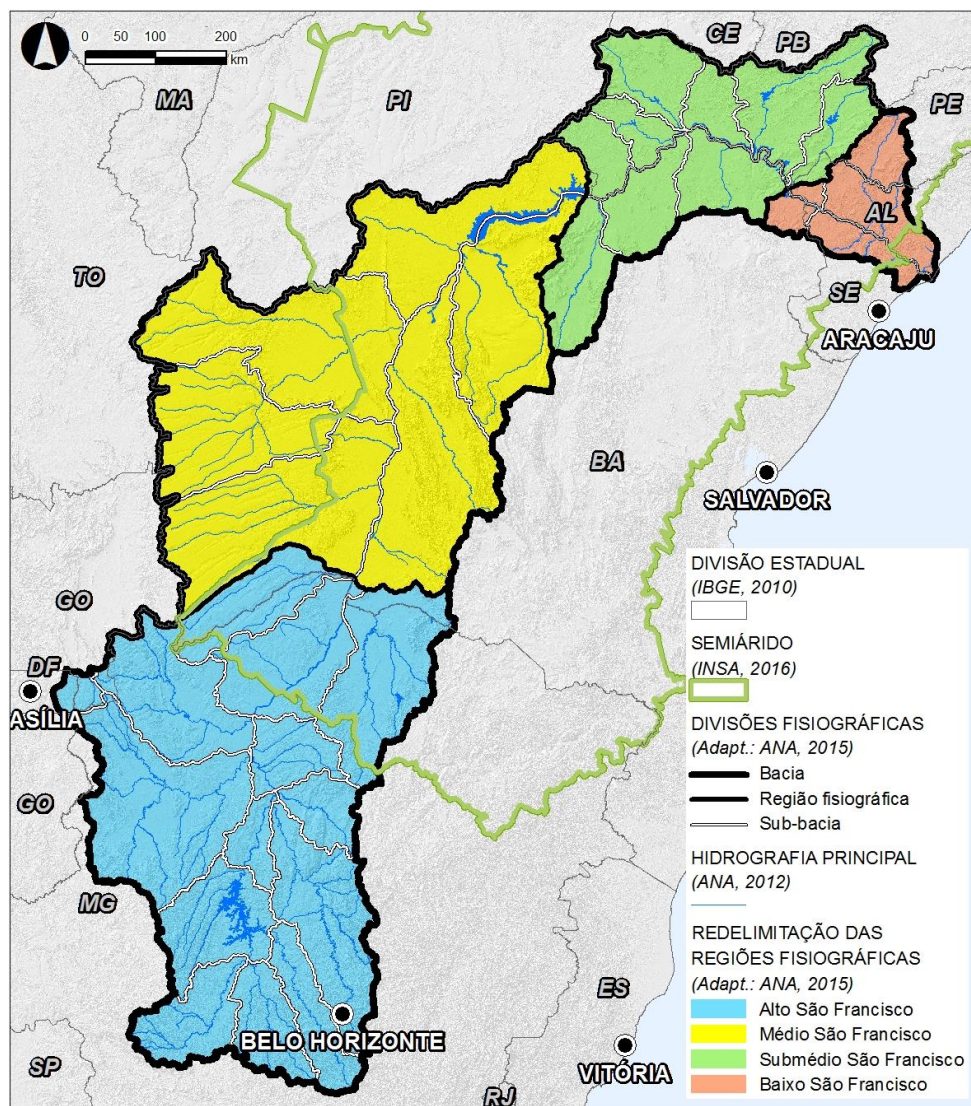 0 50 100 200
km
CE
PB
MA
PI
PE
AL
TO
SE
ARACAJU
BA
SALVADOR
GO
DF
ASÍLIA
GO
MG
BELO HORIZONTE
ES
VITÓRIA
SP
RJ
DIVISÃO ESTADUAL
(IBGE, 2010)
SEMIÁRIDO
(INSA, 2016)
DIVISÕES FISIOGRÁFICAS
(Adapt.: ANA, 2015)
Bacia
Região fisiográfica
Sub-bacia
HIDROGRAFIA PRINCIPAL
(ANA, 2012)
REDELIMITAÇÃO DAS
REGIÕES FISIOGRÁFICAS
(Adapt.: ANA, 2015)
Alto São Francisco
Médio São Francisco
Submédio São Francisco
Baixo São Francisco